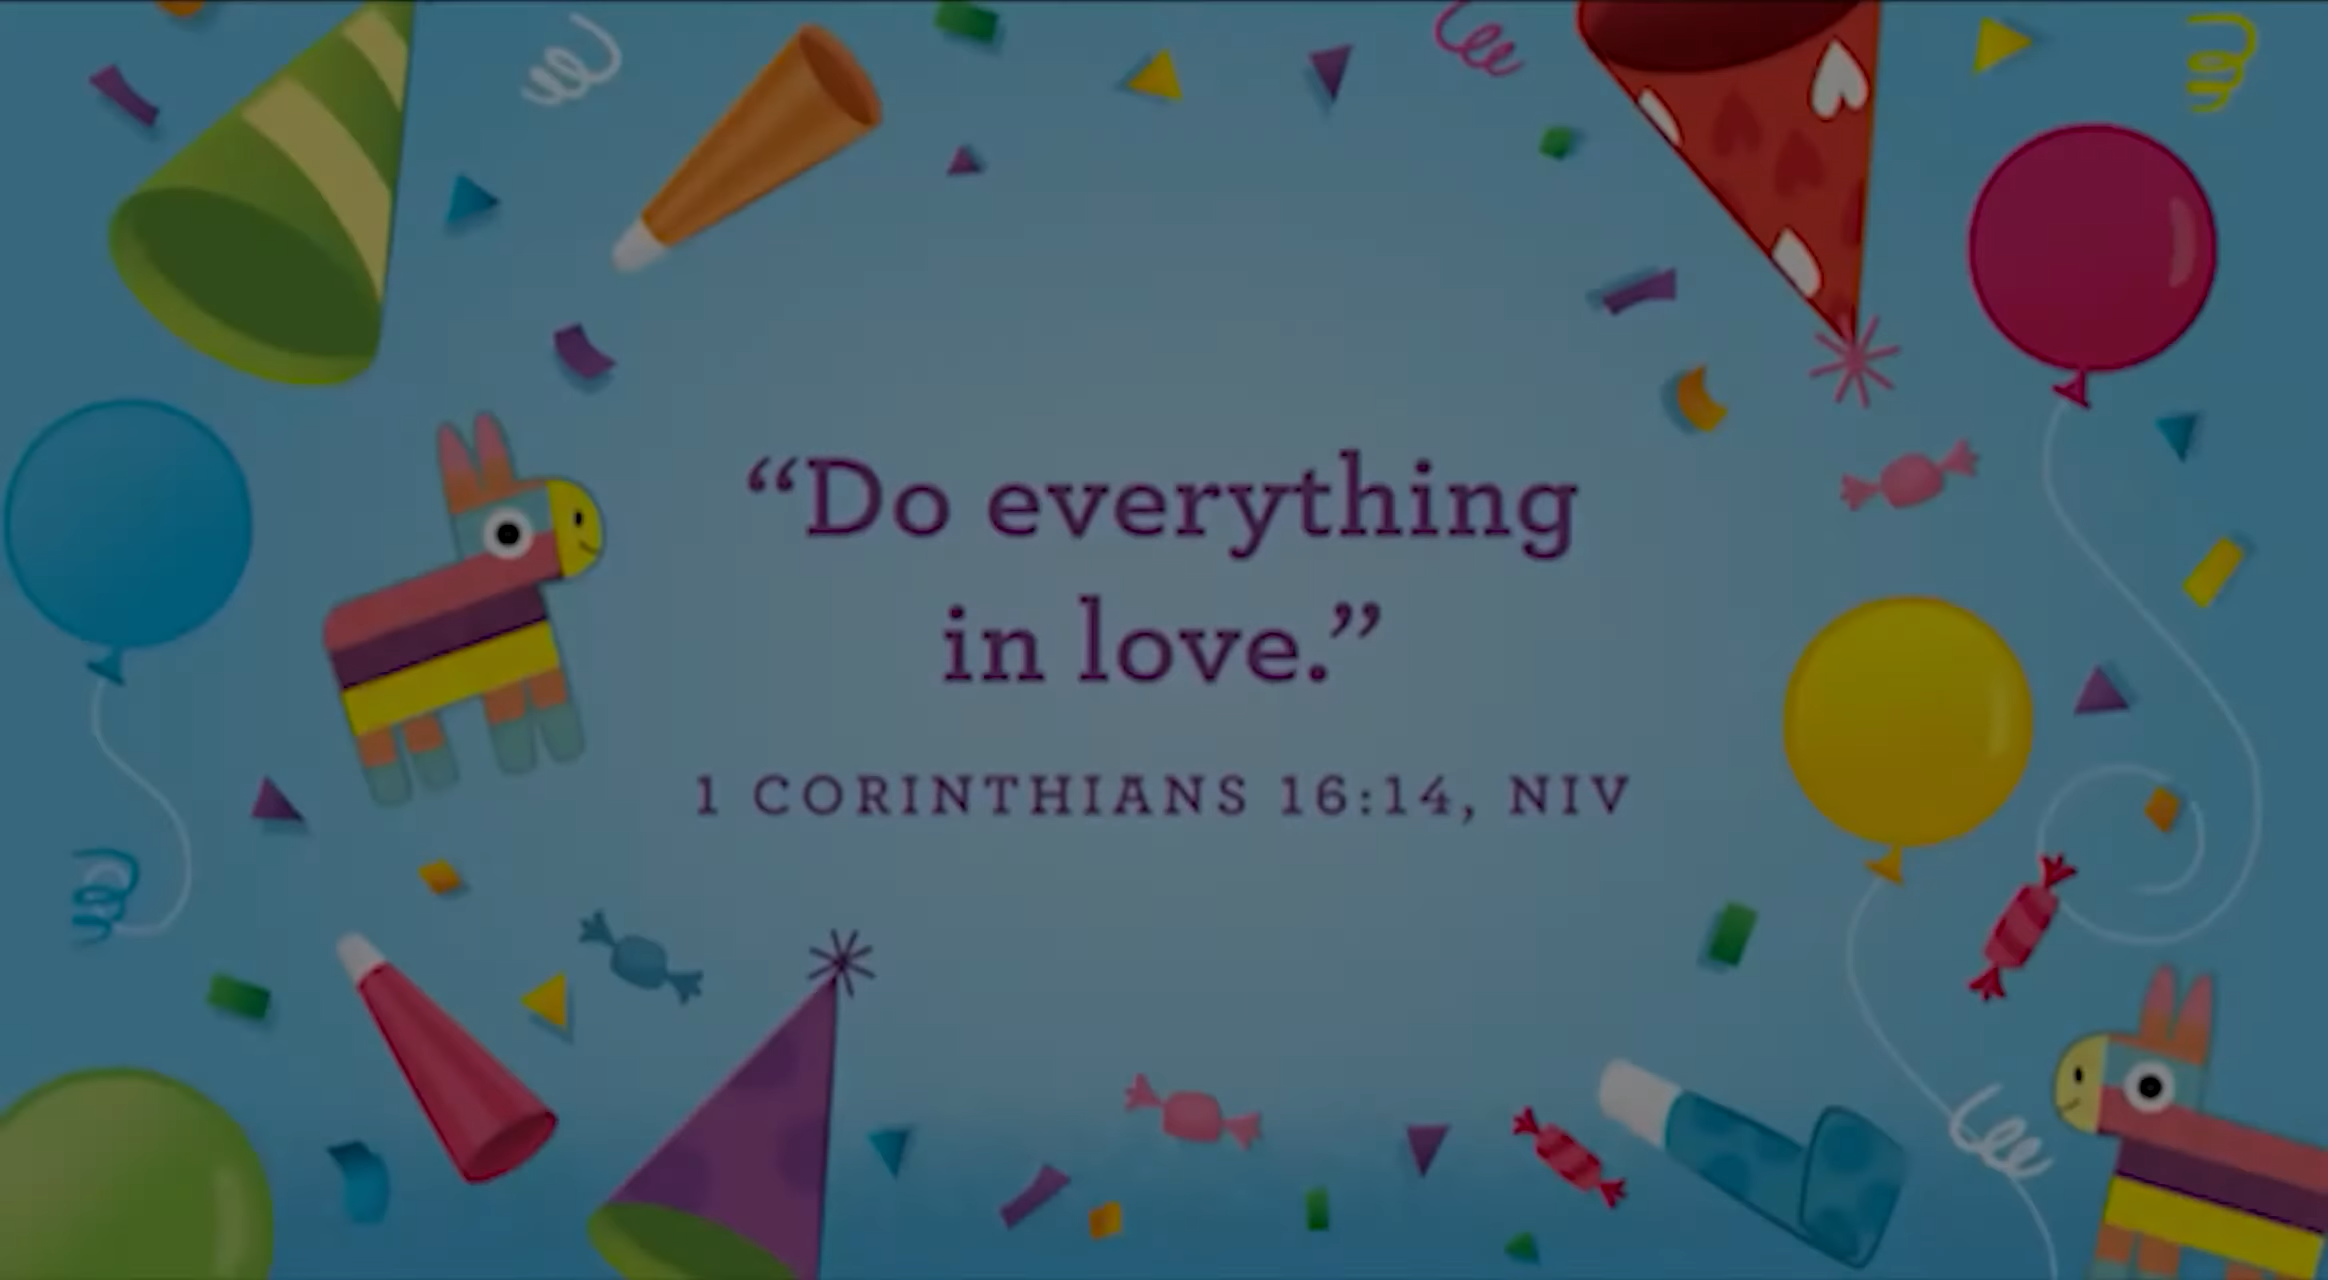 “Do everything
in love.”
1 CORINTHIANS 16:14, NIV